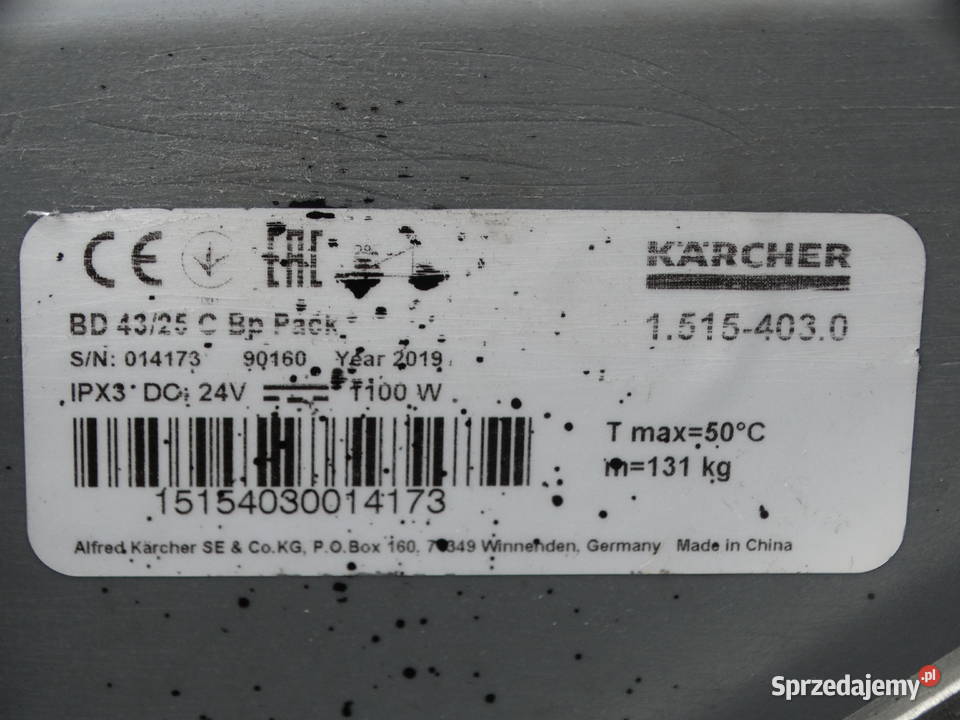 CE EAC
KÄRCHER
BD 43/25 C Bp Pack
1.515-403.0
S/N: 014173 90160 Year 2019
IPX3 DC: 24V 1100 W
T max=50°C
m=131 kg
15154030014173
Alfred Kärcher SE & Co.KG, P.O.Box 160, 71349 Winnenden, Germany Made in China
Sprzedajemy.pl